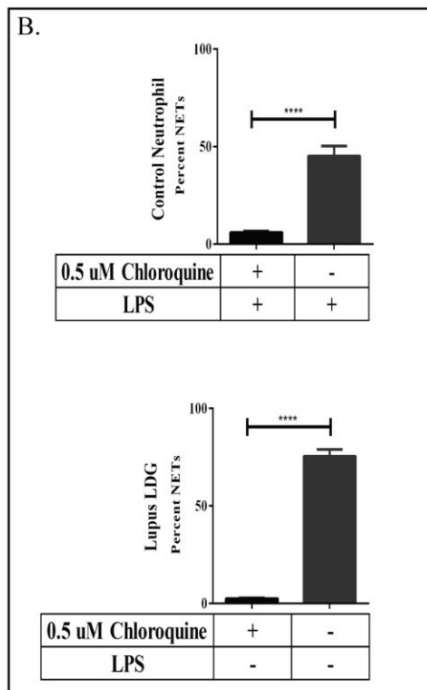 B.
Control Neutrophil
Percent NETs
100
****
50
0
0.5 uM Chloroquine + -
LPS + +
Lupus LDG
Percent NETs
100
****
50
0
0.5 uM Chloroquine + -
LPS - -